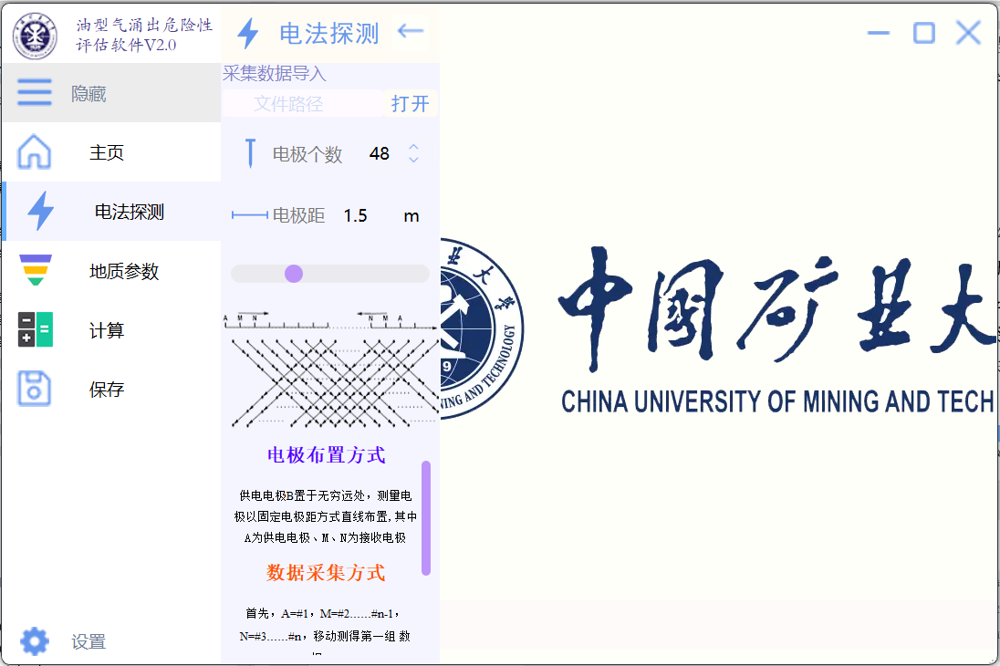 油型气涌出危险性
评估软件V2.0
隐藏
主页
电法探测
地质参数
计算
保存
设置
电法探测
采集数据导入
文件路径 打开
电极个数 48
电极距 1.5 m
A M N N M A
电极布置方式
供电电极B置于无穷远处，测量电
极以固定电极距方式直线布置,其中
A为供电电极、M、N为接收电极
数据采集方式
首先，A=#1，M=#2……#n-1，
N=#3……#n，移动测得第一组 数
业大学
9
NING AND TECHNOLOGY
中国矿业大
CHINA UNIVERSITY OF MINING AND TECH